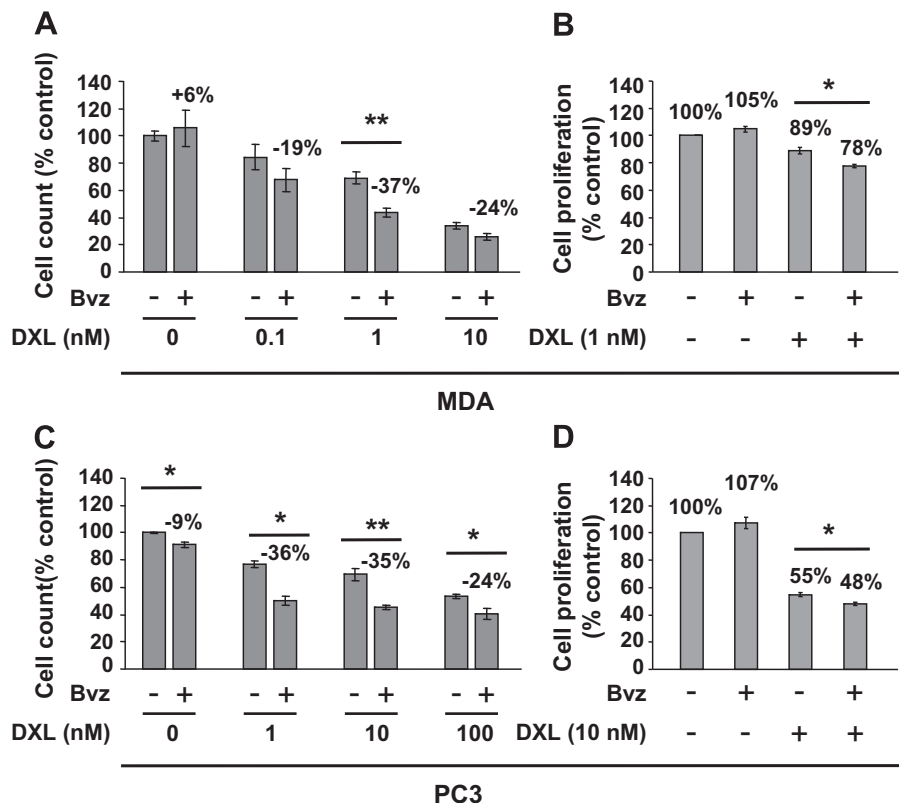 A
Cell count (% control)
140
120
100
80
60
40
20
0
+6%
-19%
**
-37%
-24%
Bvz - + - + - + - +
DXL (nM) 0 0.1 1 10
B
Cell proliferation
(% control)
140
120
100
80
60
40
20
0
100%
105%
*
89%
78%
- + - +
DXL (1 nM) - - + +
MDA
C
Cell count(% control)
140
120
100
80
60
40
20
0
*
-9%
*
-36%
**
-35%
*
-24%
Bvz - + - + - + - +
DXL (nM) 0 1 10 100
D
Cell proliferation
(% control)
140
120
100
80
60
40
20
0
100%
107%
*
55%
48%
- + - +
DXL (10 nM) - - + +
PC3